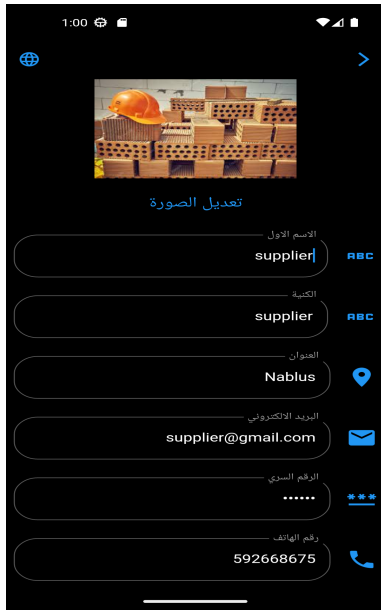 1:00
تعديل الصورة
الاسم الاول
supplier
ABC
الكنية
supplier
ABC
العنوان
Nablus
البريد الالكتروني
supplier@gmail.com
الرقم السري
••••••
***
رقم الهاتف
592668675